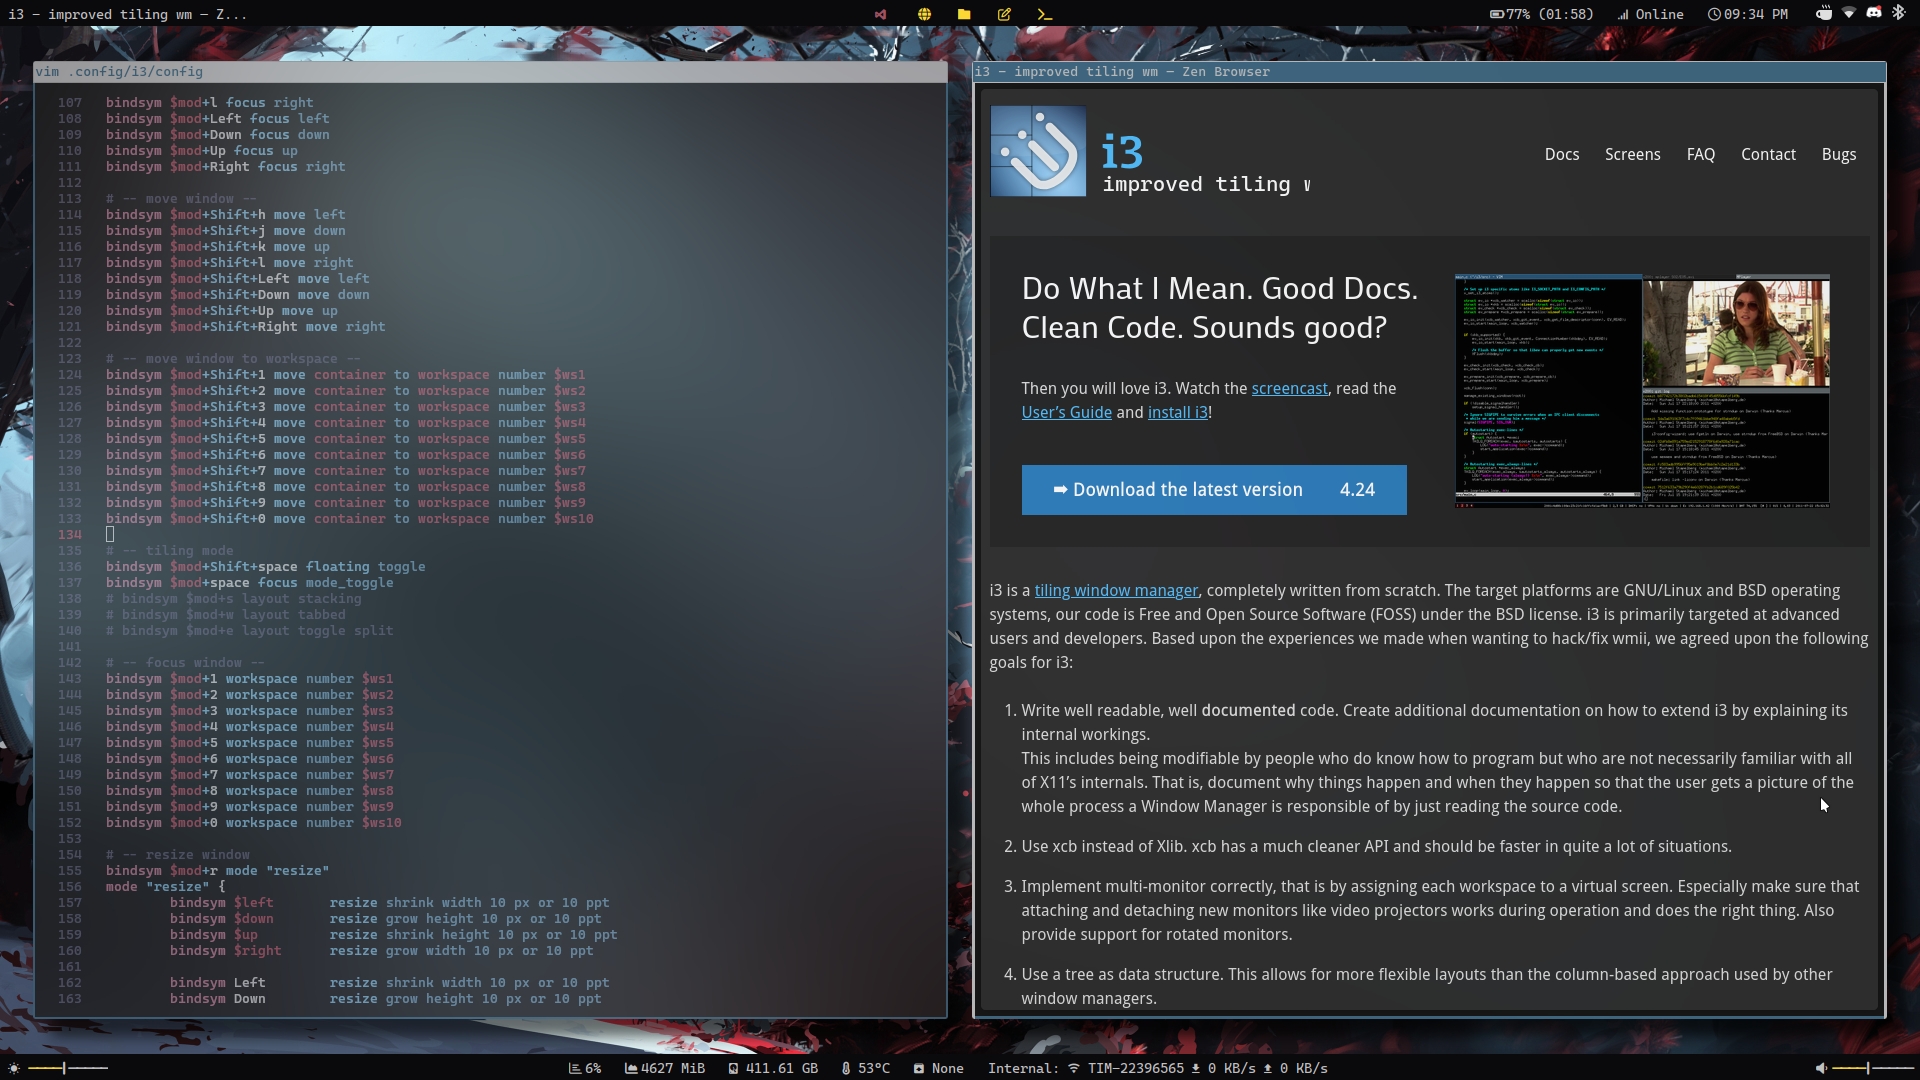 i3 - improved tiling wm — Z...
77% (01:58)
Online
09:34 PM
vim .config/i3/config
107 bindsym $mod+l focus right
108 bindsym $mod+Left focus left
109 bindsym $mod+Down focus down
110 bindsym $mod+Up focus up
111 bindsym $mod+Right focus right
112
113 # -- move window --
114 bindsym $mod+Shift+h move left
115 bindsym $mod+Shift+j move down
116 bindsym $mod+Shift+k move up
117 bindsym $mod+Shift+l move right
118 bindsym $mod+Shift+Left move left
119 bindsym $mod+Shift+Down move down
120 bindsym $mod+Shift+Up move up
121 bindsym $mod+Shift+Right move right
122
123 # -- move window to workspace --
124 bindsym $mod+Shift+1 move container to workspace number $ws1
125 bindsym $mod+Shift+2 move container to workspace number $ws2
126 bindsym $mod+Shift+3 move container to workspace number $ws3
127 bindsym $mod+Shift+4 move container to workspace number $ws4
128 bindsym $mod+Shift+5 move container to workspace number $ws5
129 bindsym $mod+Shift+6 move container to workspace number $ws6
130 bindsym $mod+Shift+7 move container to workspace number $ws7
131 bindsym $mod+Shift+8 move container to workspace number $ws8
132 bindsym $mod+Shift+9 move container to workspace number $ws9
133 bindsym $mod+Shift+0 move container to workspace number $ws10
134
135 # -- tiling mode
136 bindsym $mod+Shift+space floating toggle
137 bindsym $mod+space focus mode_toggle
138 # bindsym $mod+s layout stacking
139 # bindsym $mod+w layout tabbed
140 # bindsym $mod+e layout toggle split
141
142 # -- focus window --
143 bindsym $mod+1 workspace number $ws1
144 bindsym $mod+2 workspace number $ws2
145 bindsym $mod+3 workspace number $ws3
146 bindsym $mod+4 workspace number $ws4
147 bindsym $mod+5 workspace number $ws5
148 bindsym $mod+6 workspace number $ws6
149 bindsym $mod+7 workspace number $ws7
150 bindsym $mod+8 workspace number $ws8
151 bindsym $mod+9 workspace number $ws9
152 bindsym $mod+0 workspace number $ws10
153
154 # -- resize window
155 bindsym $mod+r mode "resize"
156 mode "resize" {
157 bindsym $left resize shrink width 10 px or 10 ppt
158 bindsym $down resize grow height 10 px or 10 ppt
159 bindsym $up resize shrink height 10 px or 10 ppt
160 bindsym $right resize grow width 10 px or 10 ppt
161
162 bindsym Left resize shrink width 10 px or 10 ppt
163 bindsym Down resize grow height 10 px or 10 ppt
i3 - improved tiling wm — Zen Browser
i3
improved tiling
Docs Screens FAQ Contact Bugs
Do What I Mean. Good Docs.
Clean Code. Sounds good?
Then you will love i3. Watch the screencast, read the
User's Guide and install i3!
➡ Download the latest version 4.24
i3 is a tiling window manager, completely written from scratch. The target platforms are GNU/Linux and BSD operating
systems, our code is Free and Open Source Software (FOSS) under the BSD license. i3 is primarily targeted at advanced
users and developers. Based upon the experiences we made when wanting to hack/fix wmii, we agreed upon the following
goals for i3:
1. Write well readable, well documented code. Create additional documentation on how to extend i3 by explaining its
internal workings.
This includes being modifiable by people who do know how to program but who are not necessarily familiar with all
of X11's internals. That is, document why things happen and when they happen so that the user gets a picture of the
whole process a Window Manager is responsible of by just reading the source code.
2. Use xcb instead of Xlib. xcb has a much cleaner API and should be faster in quite a lot of situations.
3. Implement multi-monitor correctly, that is by assigning each workspace to a virtual screen. Especially make sure that
attaching and detaching new monitors like video projectors works during operation and does the right thing. Also
provide support for rotated monitors.
4. Use a tree as data structure. This allows for more flexible layouts than the column-based approach used by other
window managers.
6%
4627 MiB
411.61 GB
53°C
None
Internal: TIM-22396565 0 KB/s 0 KB/s